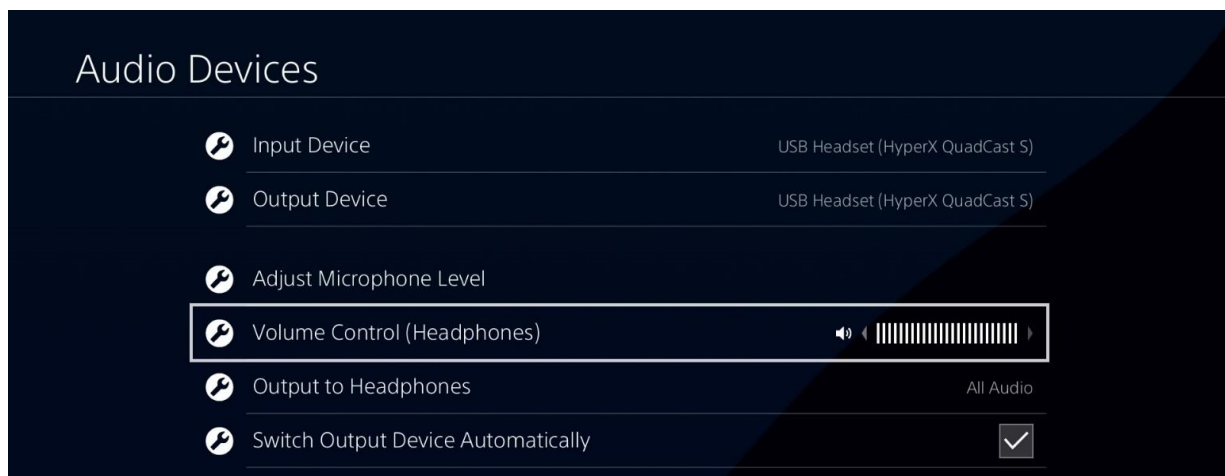 Audio Devices
Input Device USB Headset (HyperX QuadCast S)
Output Device USB Headset (HyperX QuadCast S)
Adjust Microphone Level
Volume Control (Headphones)
Output to Headphones All Audio
Switch Output Device Automatically